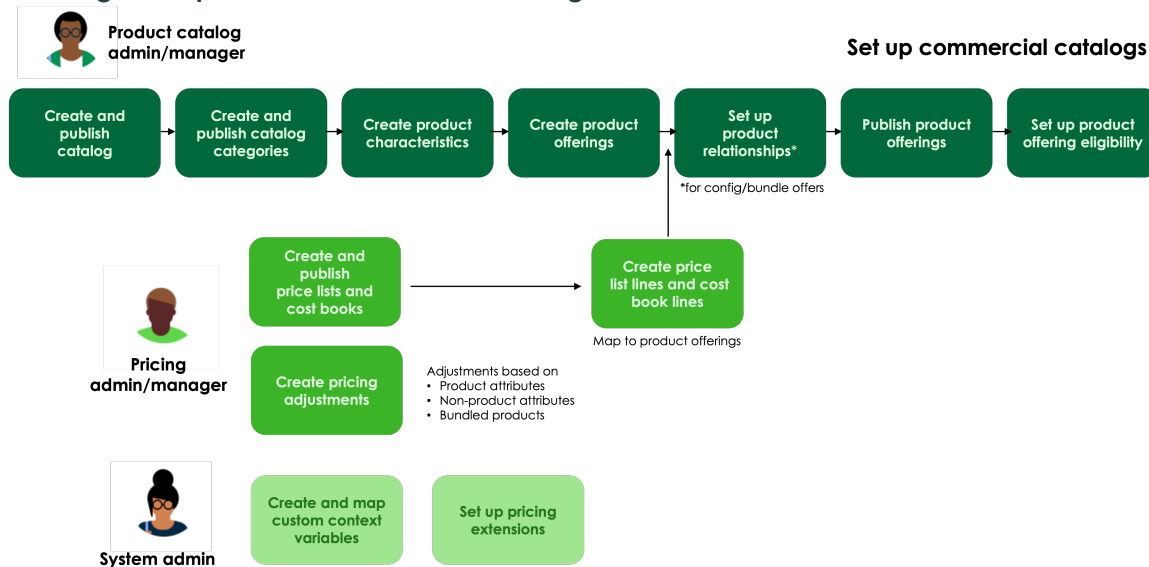 Product catalog
admin/manager
Set up commercial catalogs
Create and
publish
catalog
Create and
publish catalog
categories
Create product
characteristics
Create product
offerings
Set up
product
relationships*
Publish product
offerings
Set up product
offering eligibility
*for config/bundle offers
Create and
publish
price lists and
cost books
Create price
list lines and cost
book lines
Map to product offerings
Pricing
admin/manager
Create pricing
adjustments
Adjustments based on
• Product attributes
• Non-product attributes
• Bundled products
System admin
Create and map
custom context
variables
Set up pricing
extensions